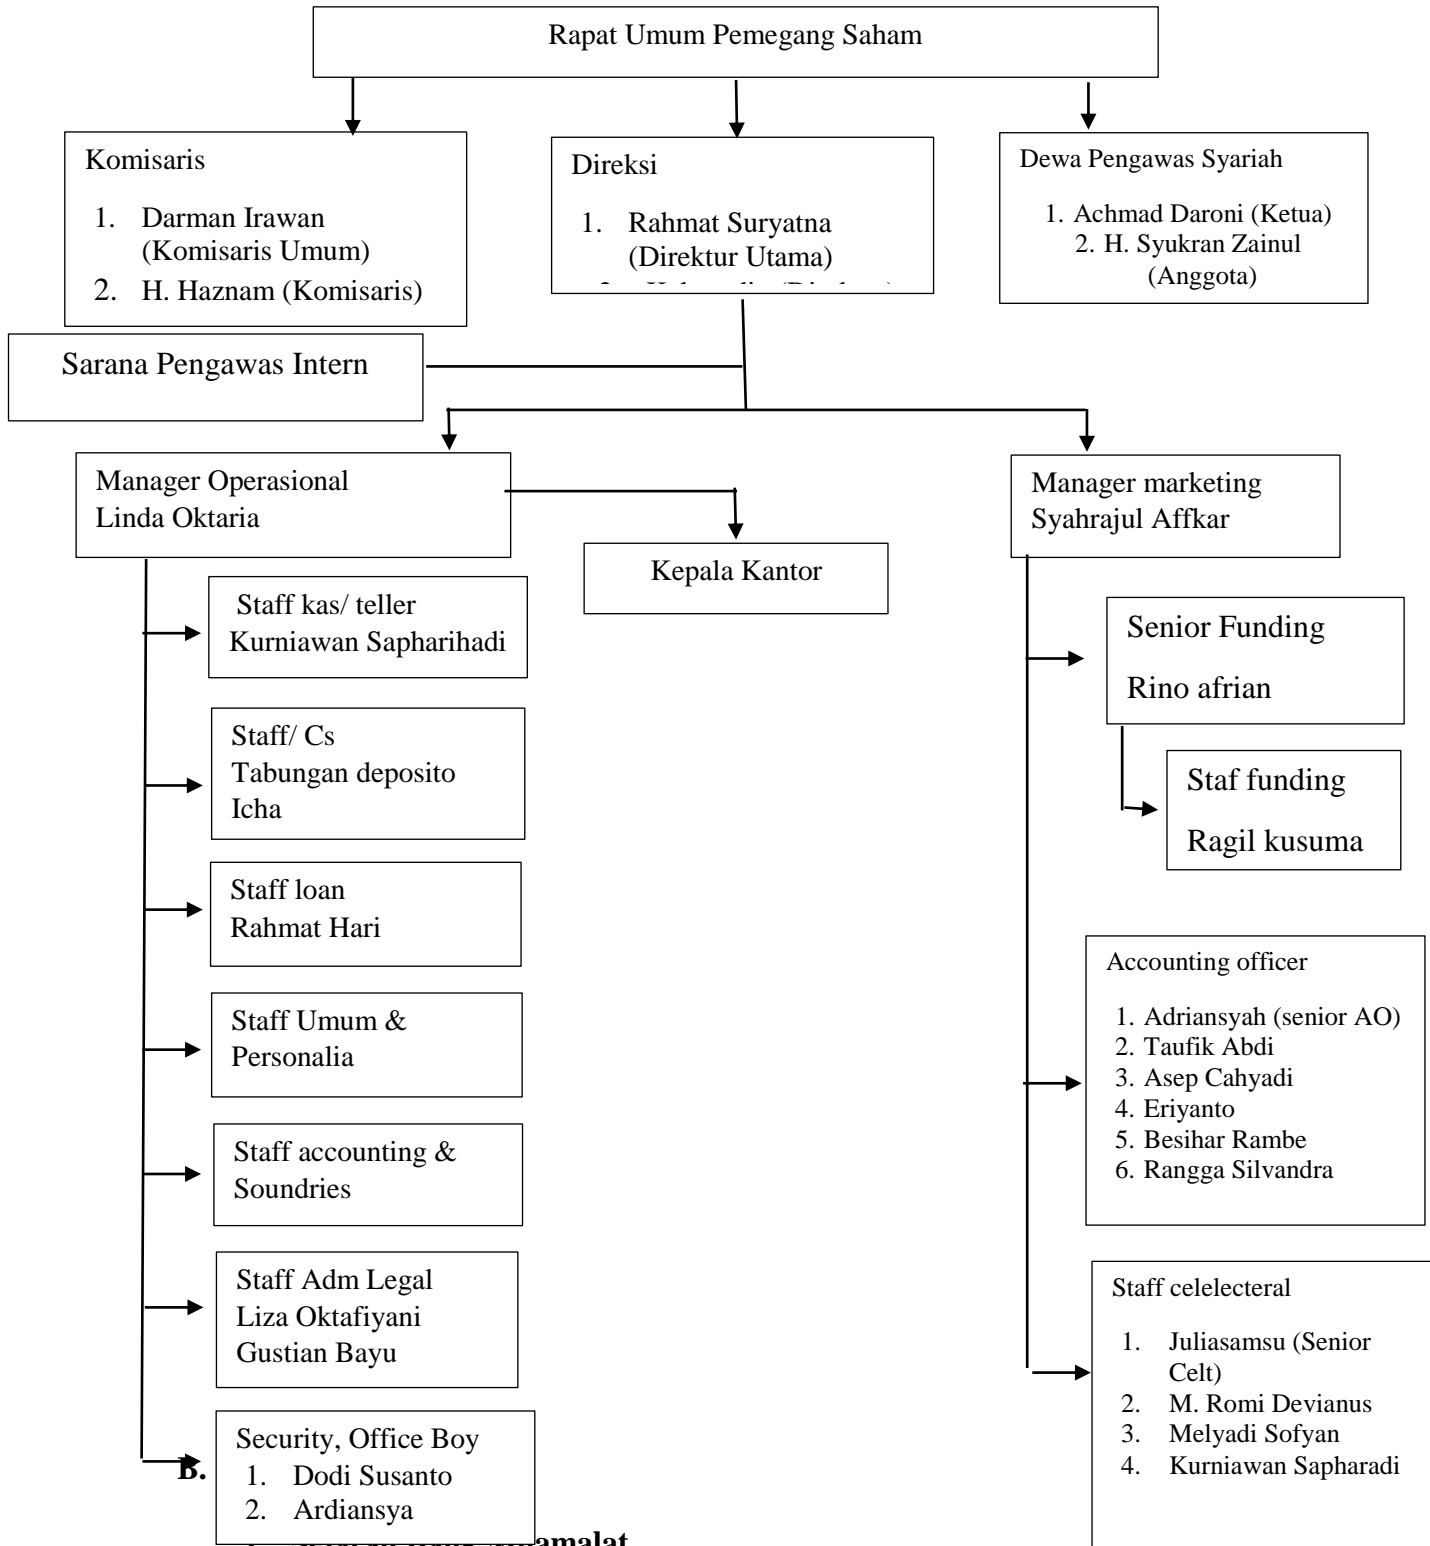 Rapat Umum Pemegang Saham
Komisaris
1. Darman Irawan
(Komisaris Umum)
2. H. Haznam (Komisaris)
Direksi
1. Rahmat Suryatna
(Direktur Utama)
Dewa Pengawas Syariah
1. Achmad Daroni (Ketua)
2. H. Syukran Zainul
(Anggota)
Sarana Pengawas Intern
Manager Operasional
Linda Oktaria
Kepala Kantor
Manager marketing
Syahrajul Affkar
Staff kas/ teller
Kurniawan Sapharihadi
Staff/ Cs
Tabungan deposito
Icha
Staff loan
Rahmat Hari
Staff Umum &
Personalia
Staff accounting &
Soundries
Staff Adm Legal
Liza Oktafiyani
Gustian Bayu
Security, Office Boy
1. Dodi Susanto
2. Ardiansya
Senior Funding
Rino afrian
Staf funding
Ragil kusuma
Accounting officer
1. Adriansyah (senior AO)
2. Taufik Abdi
3. Asep Cahyadi
4. Eriyanto
5. Besihar Rambe
6. Rangga Silvandra
Staff celelecteral
1. Juliasamsu (Senior
Celt)
2. M. Romi Devianus
3. Melyadi Sofyan
4. Kurniawan Sapharadi
B.